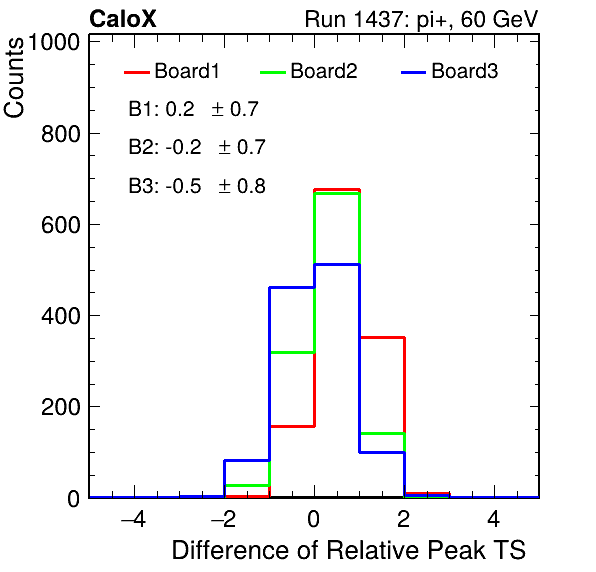 CaloX Run 1437: pi+, 60 GeV
Counts
1000
800
600
400
200
0
Board1 Board2 Board3
B1: 0.2 ± 0.7
B2: -0.2 ± 0.7
B3: -0.5 ± 0.8
−4 −2 0 2 4
Difference of Relative Peak TS